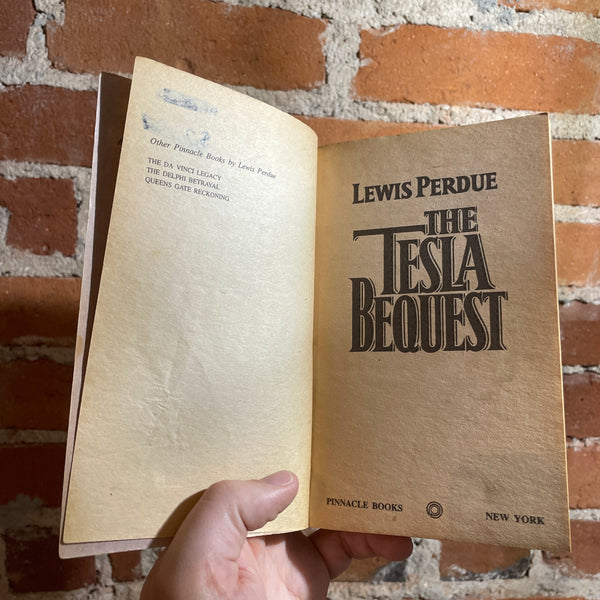 Other Pinnacle Books by Lewis Perdue
THE DA VINCI LEGACY
THE DELPHI BETRAYAL
QUEENS GATE RECKONING
LEWIS PERDUE
THE
TESLA
BEQUEST
PINNACLE BOOKS
NEW YORK